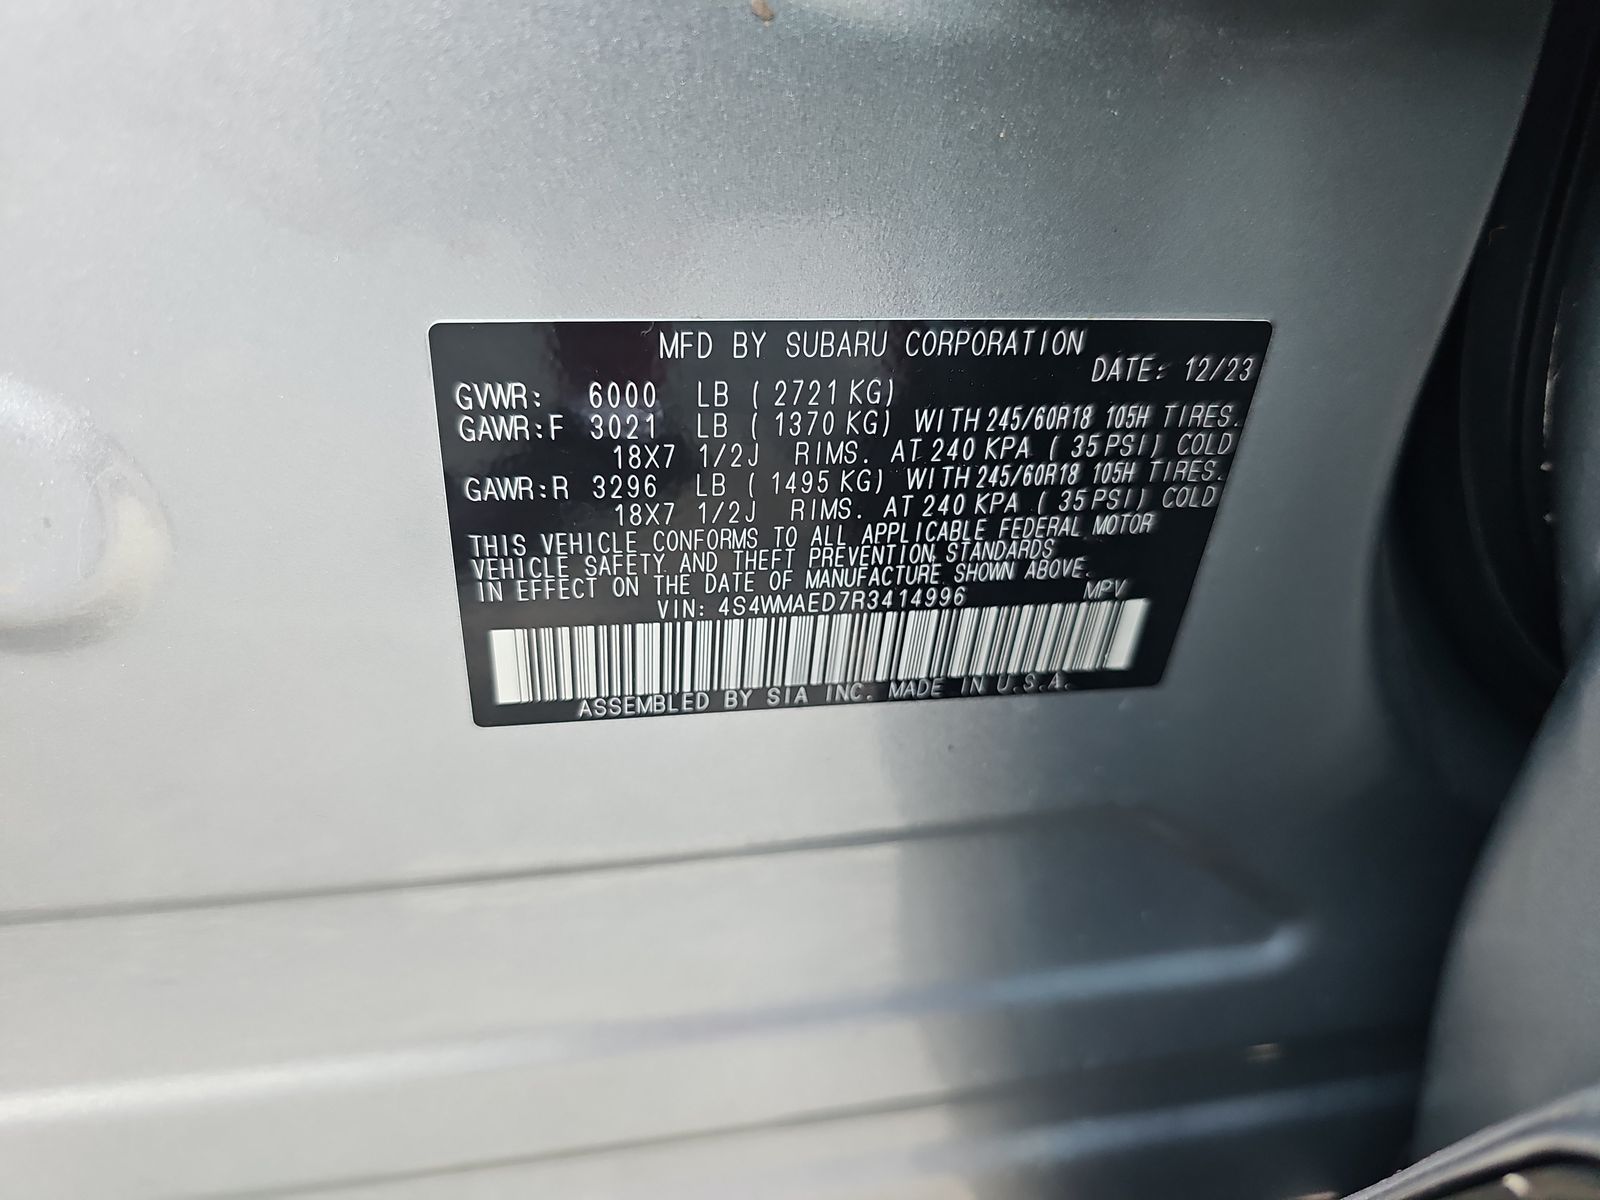 MFD BY SUBARU CORPORATION
DATE: 12/23
GVWR: 6000 LB ( 2721 KG)
GAWR:F 3021 LB ( 1370 KG) WITH 245/60R18 105H TIRES.
18X7 1/2J RIMS. AT 240 KPA ( 35 PSI) COLD
GAWR:R 3296 LB ( 1495 KG) WITH 245/60R18 105H TIRES.
18X7 1/2J RIMS. AT 240 KPA ( 35 PSI) COLD
THIS VEHICLE CONFORMS TO ALL APPLICABLE FEDERAL MOTOR
VEHICLE SAFETY AND THEFT PREVENTION STANDARDS
IN EFFECT ON THE DATE OF MANUFACTURE SHOWN ABOVE.
VIN: 4S4WMAED7R3414996 MPV
ASSEMBLED BY SIA INC. MADE IN U.S.A.